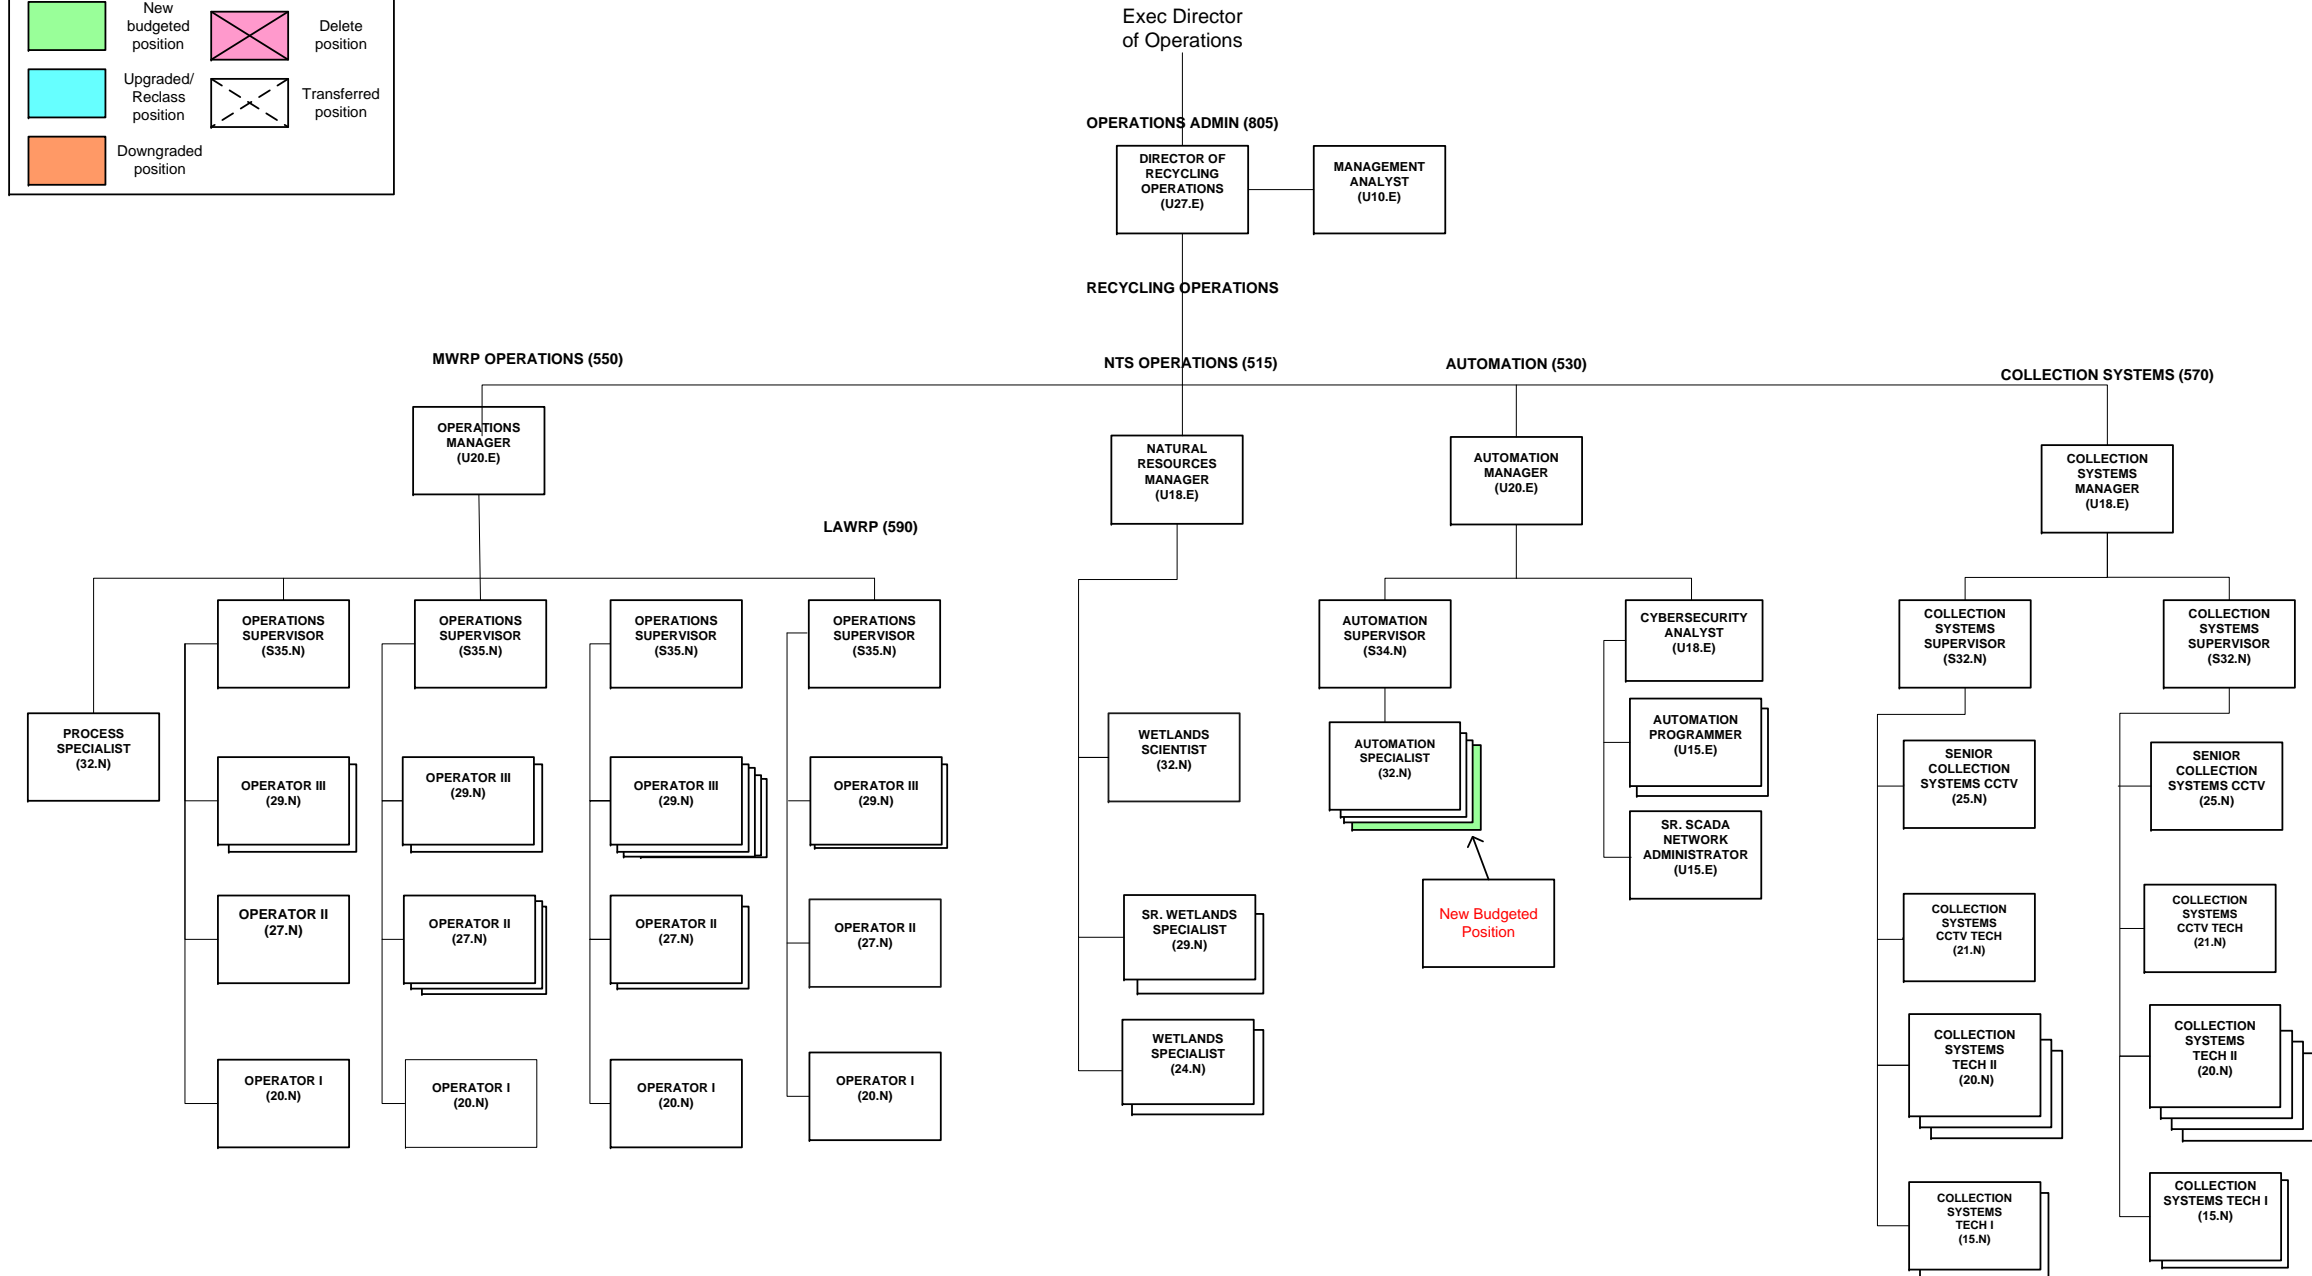 New
budgeted
position
Delete
position
Upgraded/
Reclass
position
Transferred
position
Downgraded
position
Exec Director
of Operations
OPERATIONS ADMIN (805)
DIRECTOR OF
RECYCLING
OPERATIONS
(U27.E)
MANAGEMENT
ANALYST
(U10.E)
RECYCLING OPERATIONS
MWRP OPERATIONS (550)
NTS OPERATIONS (515)
AUTOMATION (530)
COLLECTION SYSTEMS (570)
OPERATIONS
MANAGER
(U20.E)
NATURAL
RESOURCES
MANAGER
(U18.E)
AUTOMATION
MANAGER
(U20.E)
COLLECTION
SYSTEMS
MANAGER
(U18.E)
LAWRP (590)
OPERATIONS
SUPERVISOR
(S35.N)
OPERATIONS
SUPERVISOR
(S35.N)
OPERATIONS
SUPERVISOR
(S35.N)
OPERATIONS
SUPERVISOR
(S35.N)
AUTOMATION
SUPERVISOR
(S34.N)
CYBERSECURITY
ANALYST
(U18.E)
COLLECTION
SYSTEMS
SUPERVISOR
(S32.N)
COLLECTION
SYSTEMS
SUPERVISOR
(S32.N)
PROCESS
SPECIALIST
(32.N)
WETLANDS
SCIENTIST
(32.N)
AUTOMATION
SPECIALIST
(32.N)
AUTOMATION
PROGRAMMER
(U15.E)
SENIOR
COLLECTION
SYSTEMS CCTV
(25.N)
SENIOR
COLLECTION
SYSTEMS CCTV
(25.N)
OPERATOR III
(29.N)
OPERATOR III
(29.N)
OPERATOR III
(29.N)
OPERATOR III
(29.N)
SR. SCADA
NETWORK
ADMINISTRATOR
(U15.E)
OPERATOR II
(27.N)
OPERATOR II
(27.N)
OPERATOR II
(27.N)
OPERATOR II
(27.N)
SR. WETLANDS
SPECIALIST
(29.N)
New Budgeted
Position
COLLECTION
SYSTEMS
CCTV TECH
(21.N)
COLLECTION
SYSTEMS
CCTV TECH
(21.N)
WETLANDS
SPECIALIST
(24.N)
COLLECTION
SYSTEMS
TECH II
(20.N)
COLLECTION
SYSTEMS
TECH II
(20.N)
OPERATOR I
(20.N)
OPERATOR I
(20.N)
OPERATOR I
(20.N)
OPERATOR I
(20.N)
COLLECTION
SYSTEMS
TECH I
(15.N)
COLLECTION
SYSTEMS TECH I
(15.N)